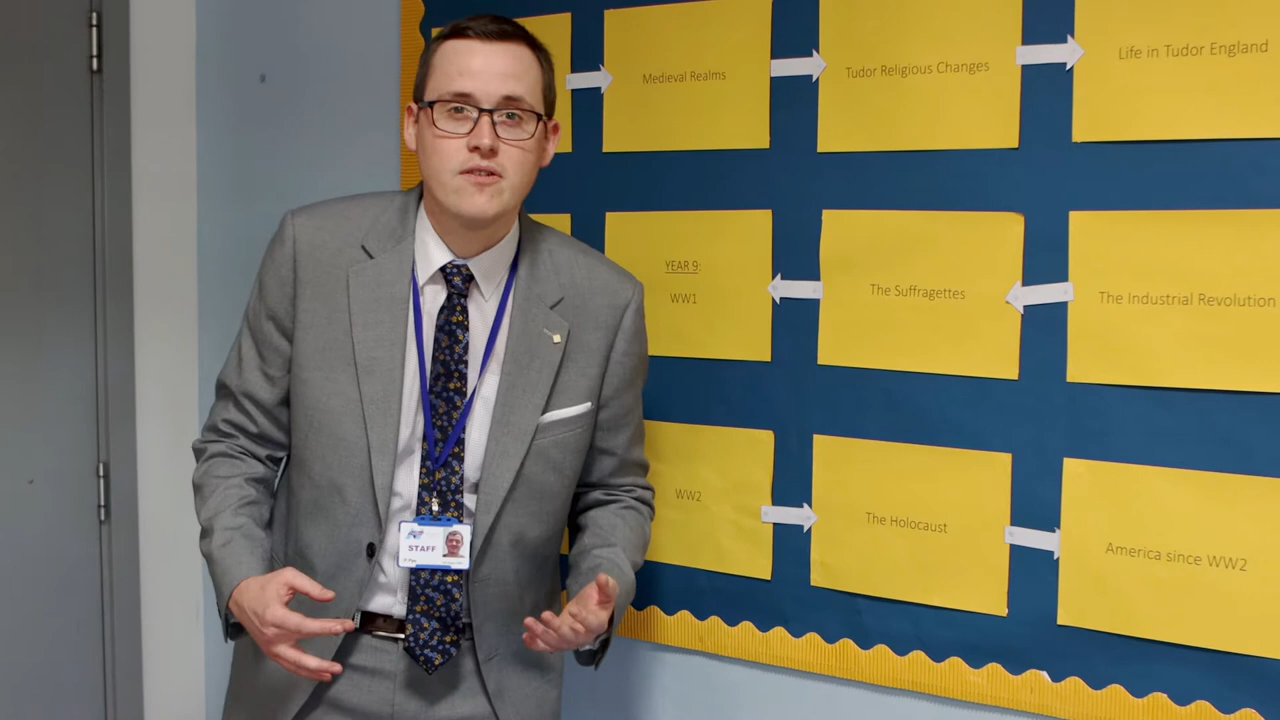 Medieval Realms
Tudor Religious Changes
Life in Tudor England
YEAR 9:
WW1
The Suffragettes
The Industrial Revolution
WW2
The Holocaust
America since WW2
STAFF